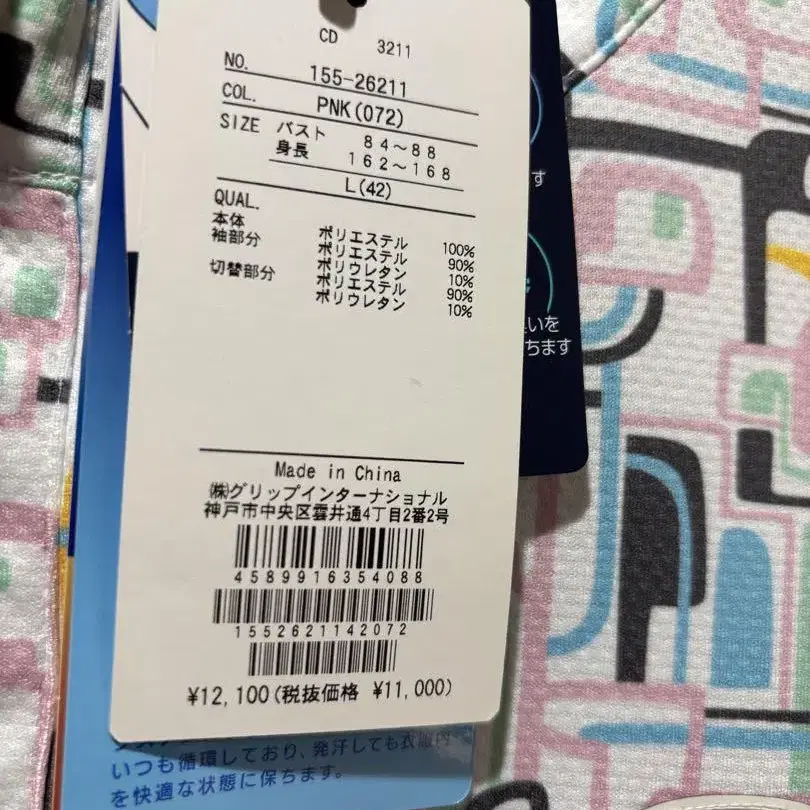 CD 3211
NO. 155-26211
COL. PNK(072)
SIZE バスト 84～88
身長 162～168
L(42)
QUAL.
本体 ポリエステル 100%
袖部分 ポリエステル 90%
ポリウレタン 10%
切替部分 ポリエステル 90%
ポリウレタン 10%
Made in China
㈱グリップインターナショナル
神戸市中央区雲井通4丁目2番2号
4589916354088
1552621142072
¥12,100(税抜価格 ¥11,000)
す
いを
ちます
いつも循環しており、発汗しても衣服内
を快適な状態に保ちます。